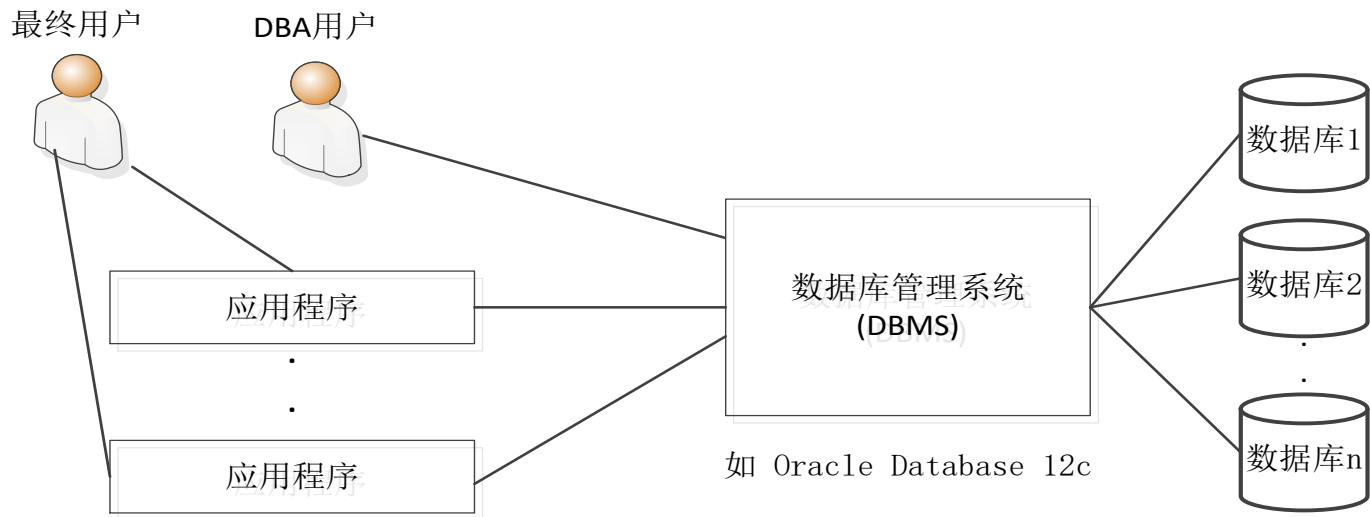 最终用户
DBA用户
数据库1
数据库管理系统
(DBMS)
数据库2
应用程序
.
.
.
.
应用程序
如 Oracle Database 12c
数据库n